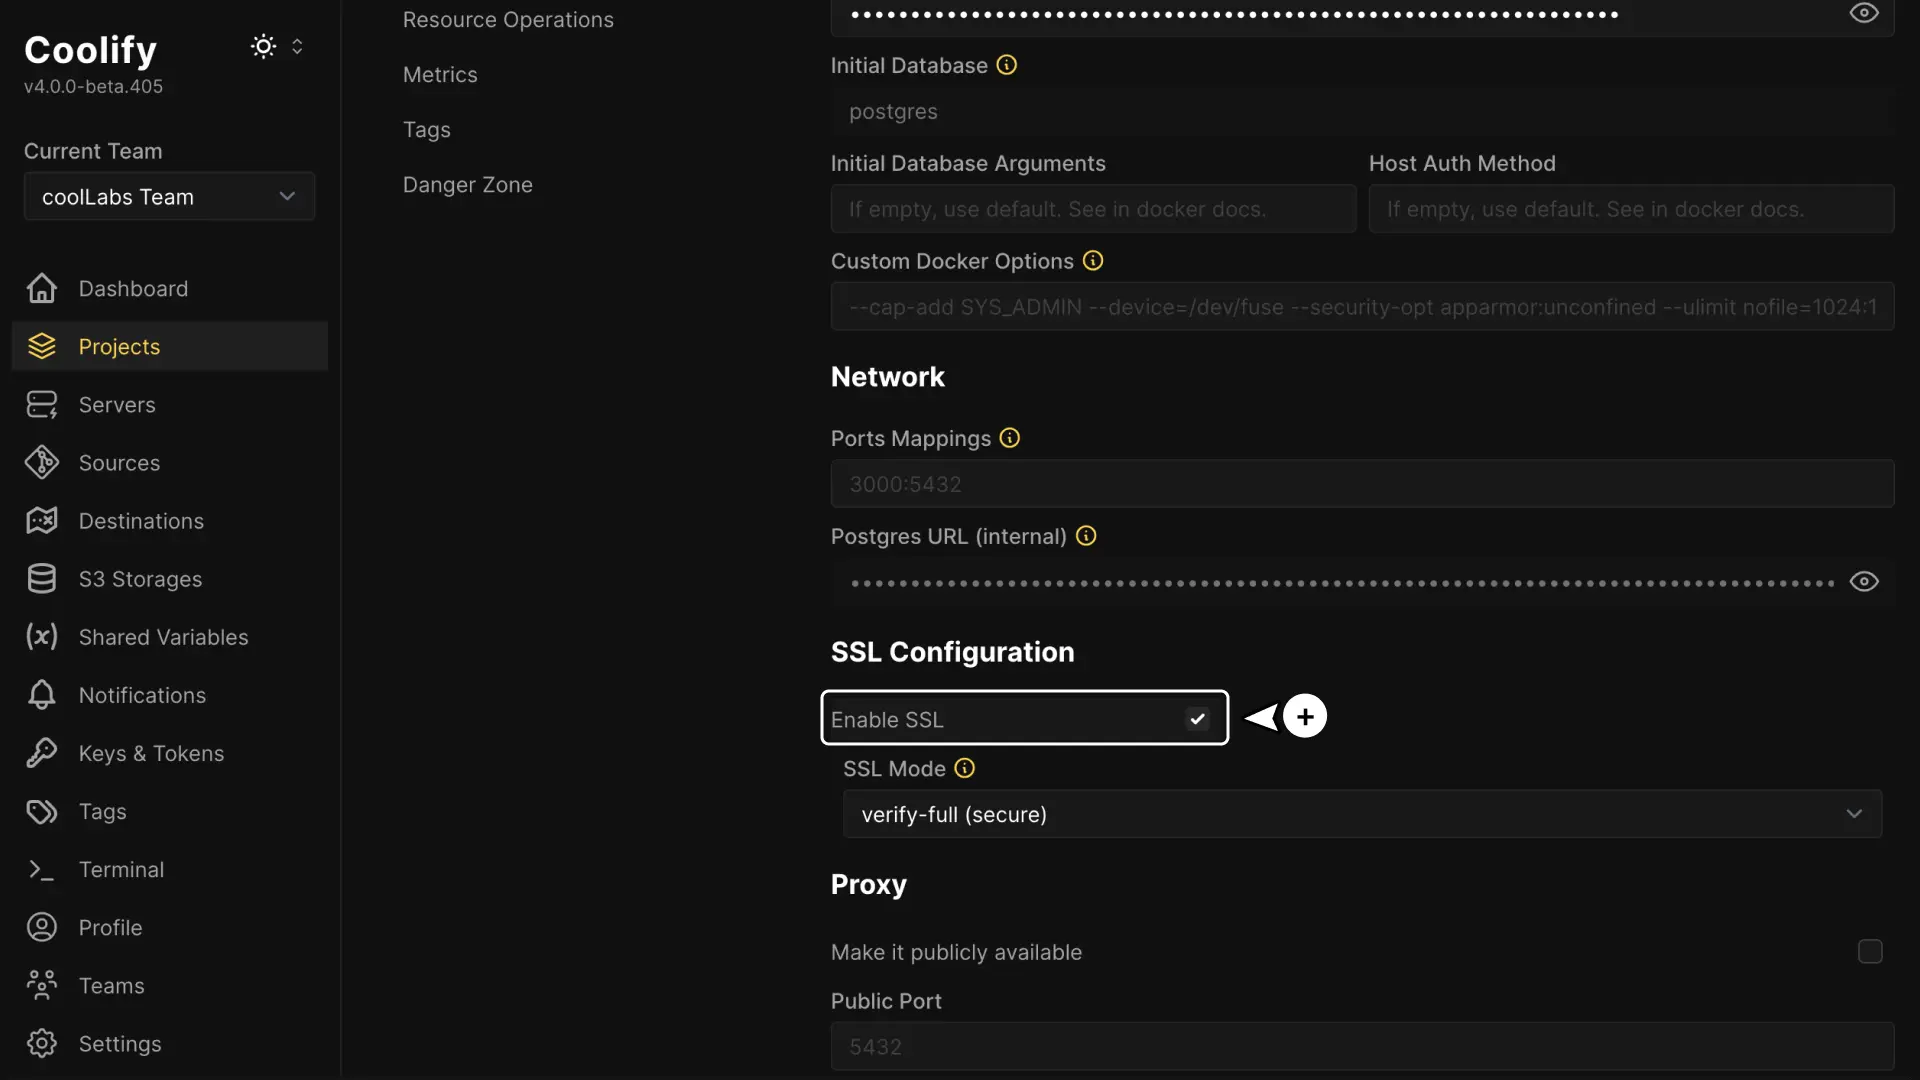 Coolify
v4.0.0-beta.405
Current Team
coolLabs Team
Dashboard
Projects
Servers
Sources
Destinations
S3 Storages
Shared Variables
Notifications
Keys & Tokens
Tags
Terminal
Profile
Teams
Settings
Resource Operations
Metrics
Tags
Danger Zone
Initial Database
postgres
Initial Database Arguments
If empty, use default. See in docker docs.
Host Auth Method
If empty, use default. See in docker docs.
Custom Docker Options
--cap-add SYS_ADMIN --device=/dev/fuse --security-opt apparmor:unconfined --ulimit nofile=1024:1
Network
Ports Mappings
3000:5432
Postgres URL (internal)
SSL Configuration
Enable SSL
SSL Mode
verify-full (secure)
Proxy
Make it publicly available
Public Port
5432